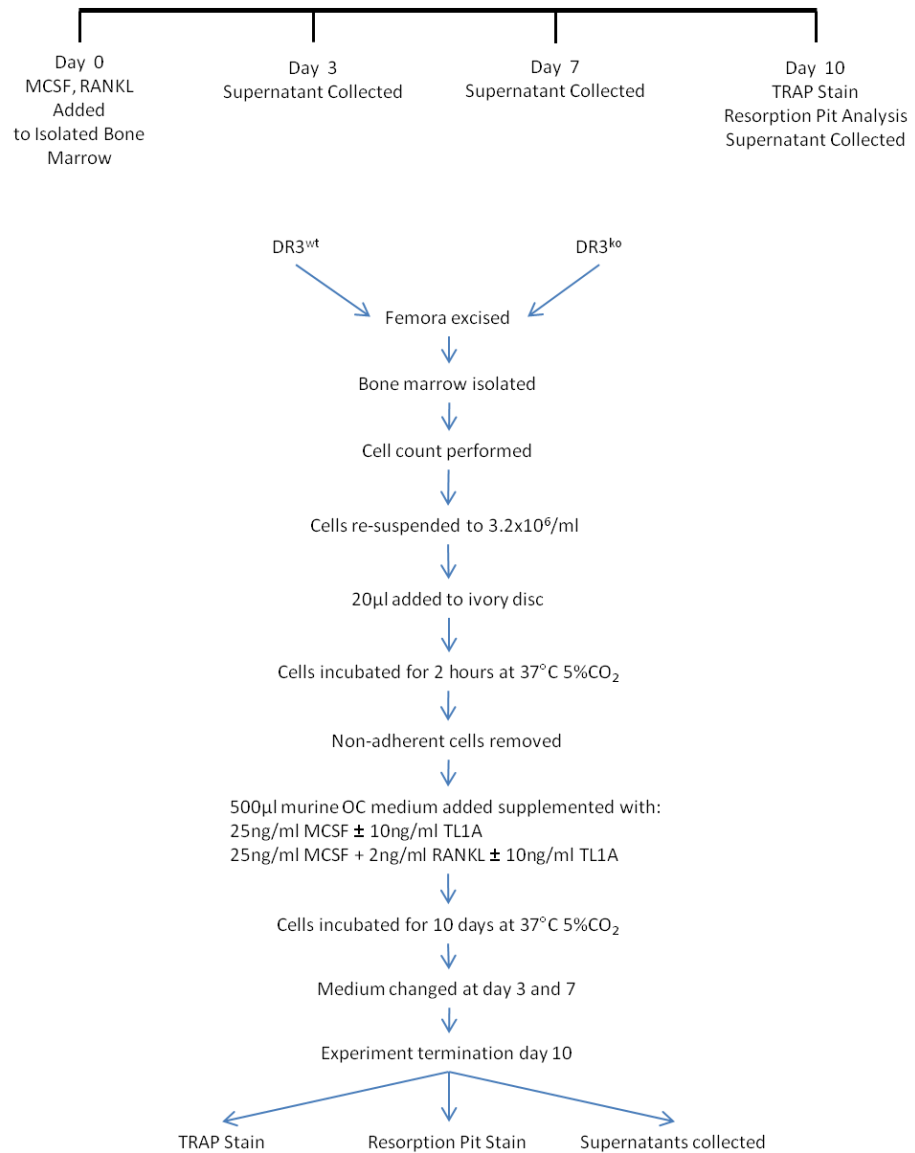 Day 0
MCSF, RANKL
Added
to Isolated Bone
Marrow
Day 3
Supernatant Collected
Day 7
Supernatant Collected
Day 10
TRAP Stain
Resorption Pit Analysis
Supernatant Collected
DR3ʷᵗ
DR3ᵏᵒ
Femora excised
Bone marrow isolated
Cell count performed
Cells re-suspended to 3.2x10⁶/ml
20µl added to ivory disc
Cells incubated for 2 hours at 37°C 5%CO₂
Non-adherent cells removed
500µl murine OC medium added supplemented with:
25ng/ml MCSF ± 10ng/ml TL1A
25ng/ml MCSF + 2ng/ml RANKL ± 10ng/ml TL1A
Cells incubated for 10 days at 37°C 5%CO₂
Medium changed at day 3 and 7
Experiment termination day 10
TRAP Stain
Resorption Pit Stain
Supernatants collected